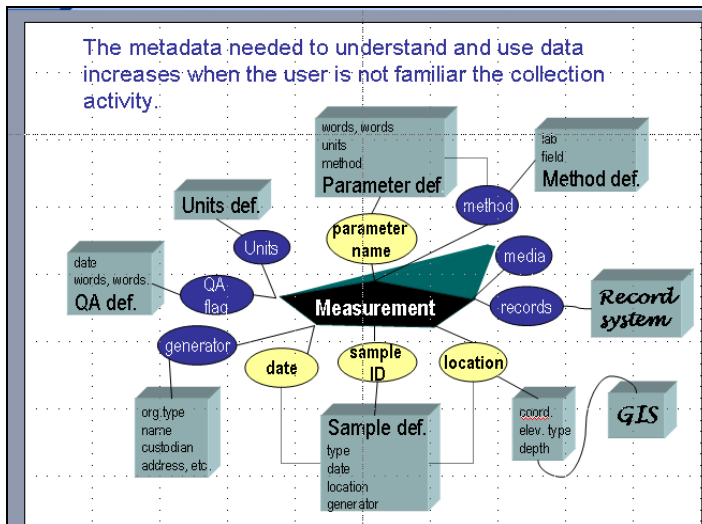 The metadata needed to understand and use data
increases when the user is not familiar the collection
activity.
words, words
units
method
Parameter def
lab
field
Method def.
Units def.
parameter
name
method
Units
media
date
words, words.
QA def.
QA
flag
Measurement
records
Record
system
generator
date
sample
ID
location
org.type
name
custodian
address, etc.
Sample def.
type
date
location
generator
coord.
elev. type
depth
GIS